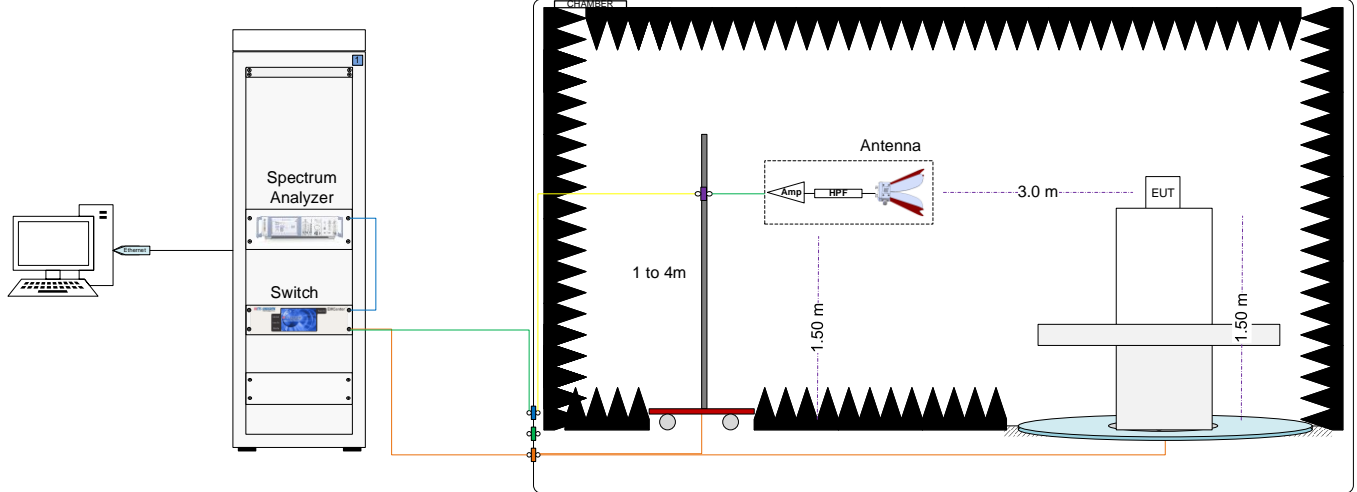 CHAMBER
1
Antenna
Spectrum
Analyzer
Amp
HPF
3.0 m
EUT
Ethernet
1 to 4m
Switch
1.50 m
1.50 m